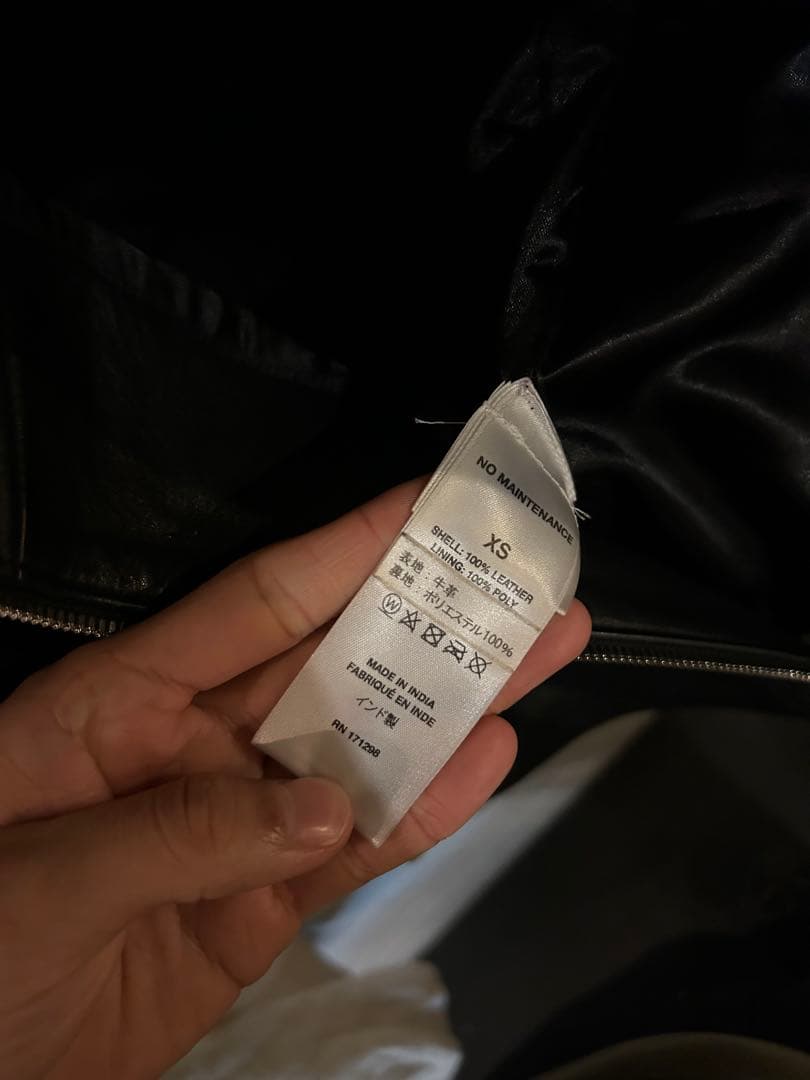 NO MAINTENANCE
XS
SHELL: 100% LEATHER
LINING: 100% POLY
表地：牛革
裏地：ポリエステル100%
W
MADE IN INDIA
FABRIQUÉ EN INDE
インド製
RN 171298